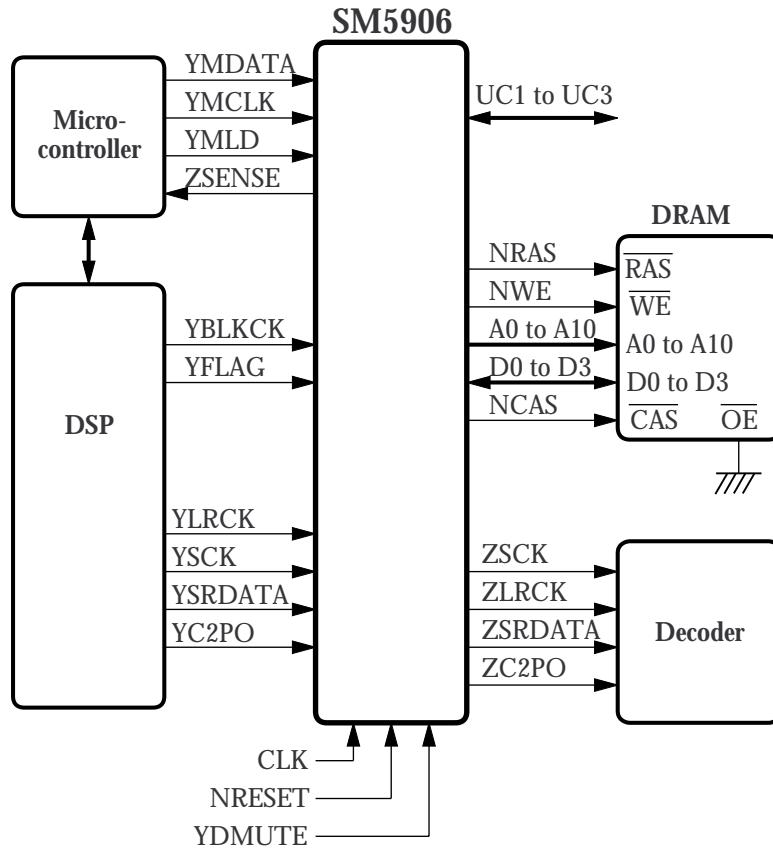 SM5906
Micro-
controller
YMDATA
YMCLK
YMLD
ZSENSE
UC1 to UC3
DSP
YBLKCK
YFLAG
YLRCK
YSCK
YSRDATA
YC2PO
NRAS
NWE
A0 to A10
D0 to D3
NCAS
DRAM
RAS
WE
A0 to A10
D0 to D3
CAS OE
ZSCK
ZLRCK
ZSRDATA
ZC2PO
Decoder
CLK
NRESET
YDMUTE